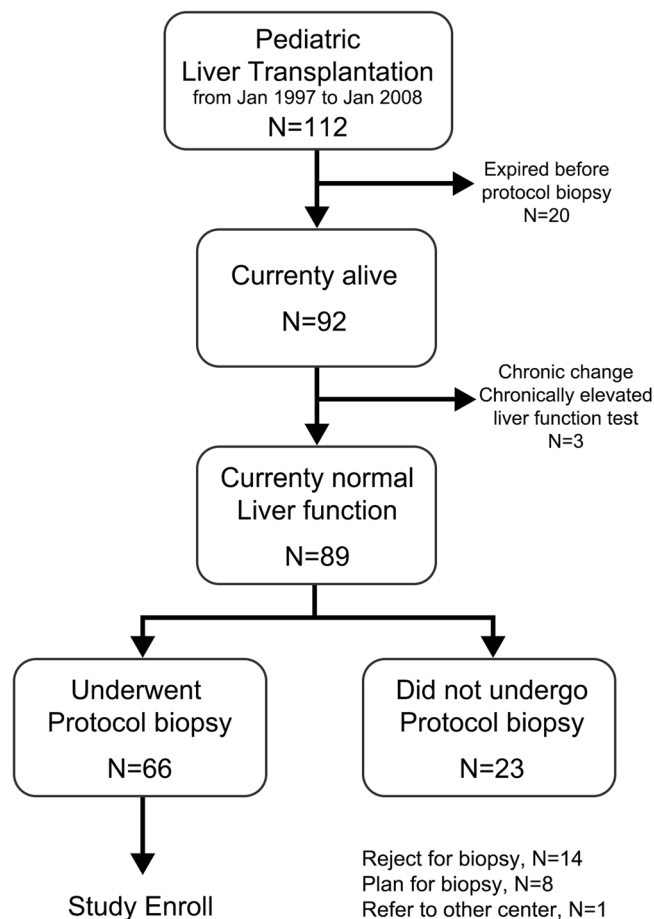 Pediatric
Liver Transplantation
from Jan 1997 to Jan 2008
N=112
Expired before
protocol biopsy
N=20
Currenty alive
N=92
Chronic change
Chronically elevated
liver function test
N=3
Currenty normal
Liver function
N=89
Underwent
Protocol biopsy
N=66
Did not undergo
Protocol biopsy
N=23
Study Enroll
Reject for biopsy, N=14
Plan for biopsy, N=8
Refer to other center, N=1